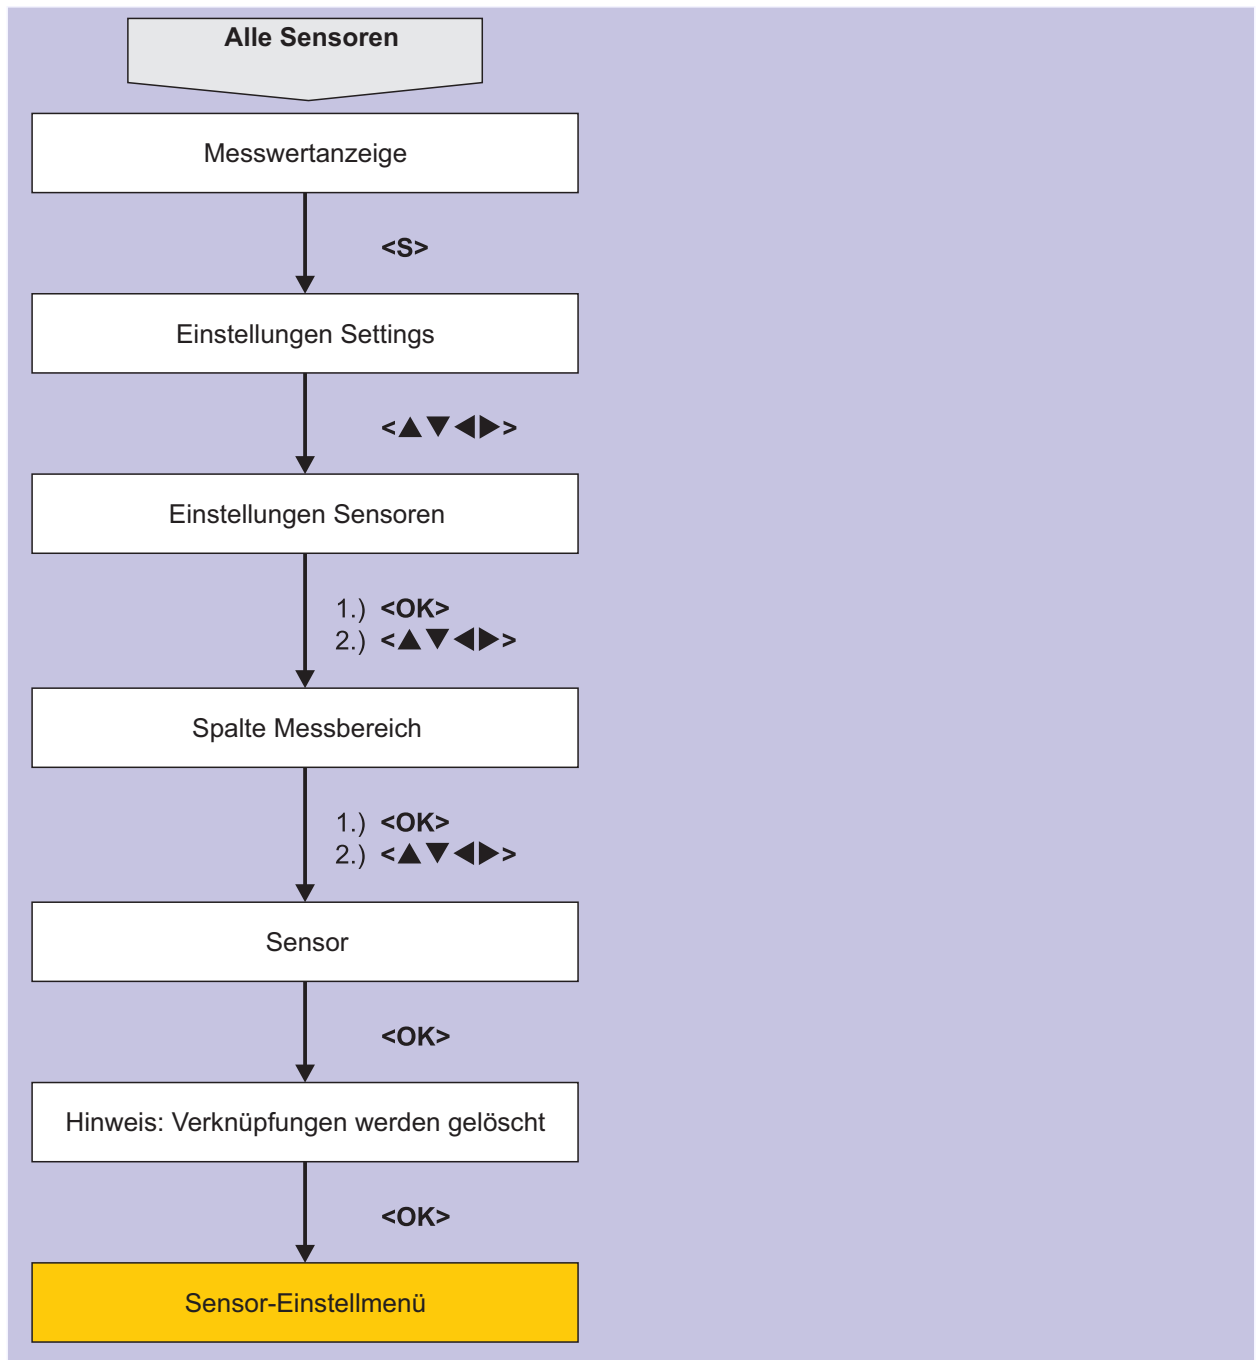 Alle Sensoren
Messwertanzeige
<S>
Einstellungen Settings
<▲▼◀▶>
Einstellungen Sensoren
1.) <OK>
2.) <▲▼◀▶>
Spalte Messbereich
1.) <OK>
2.) <▲▼◀▶>
Sensor
<OK>
Hinweis: Verknüpfungen werden gelöscht
<OK>
Sensor-Einstellmenü